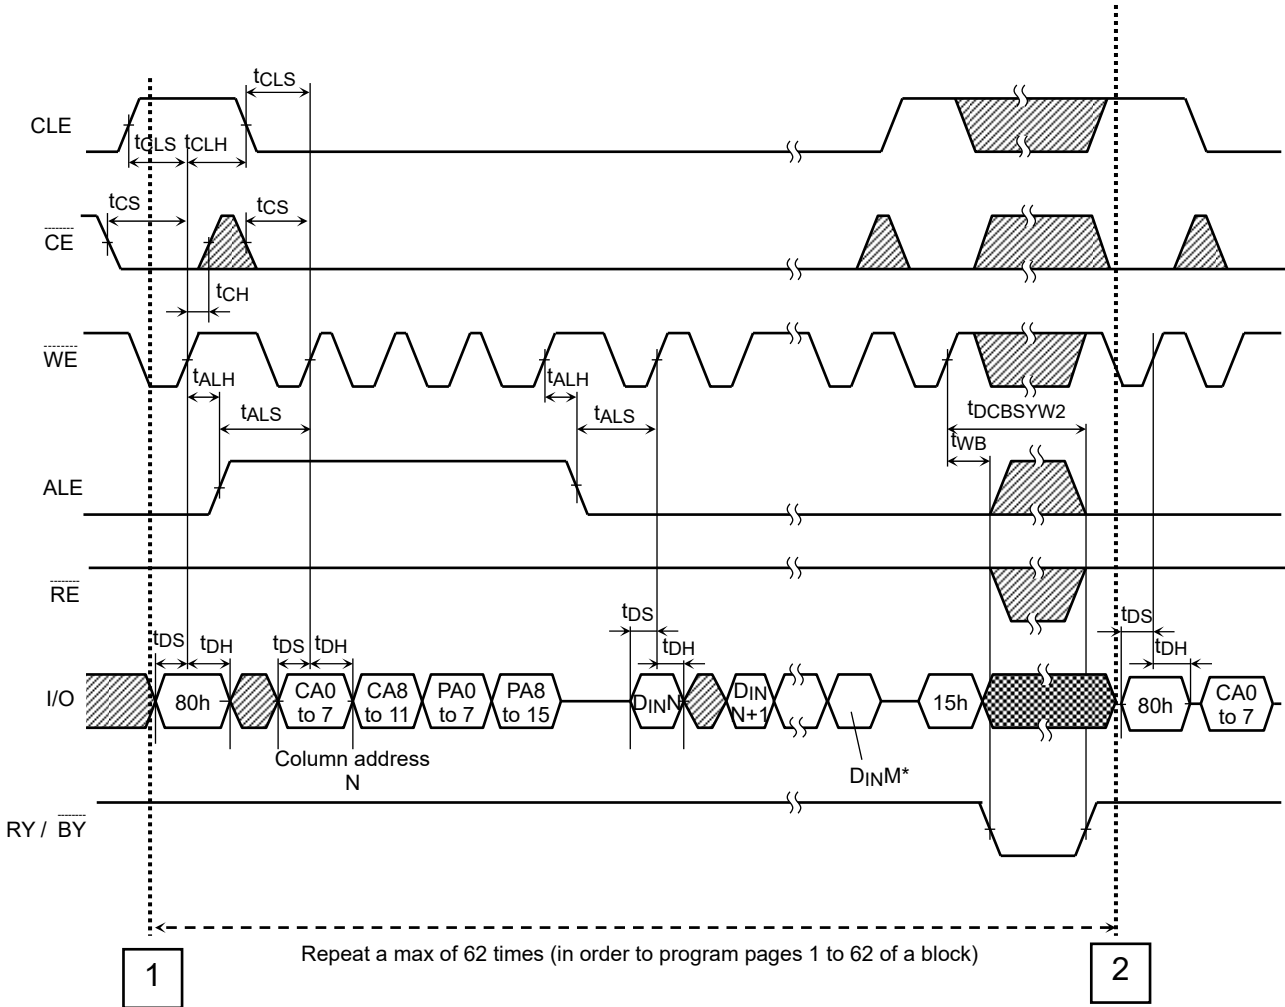 tCLS
CLE
tCLS
tCLH
tCS
tCS
CE
tCH
WE
tALH
tALH
tALS
tALS
tDCBSYW2
tWB
ALE
RE
tDS
tDH
tDS
tDH
tDS
tDH
tDS
tDH
I/O
80h
CA0
to 7
CA8
to 11
PA0
to 7
PA8
to 15
DINN
DIN
N+1
15h
80h
CA0
to 7
Column address
N
DINM*
RY / BY
Repeat a max of 62 times (in order to program pages 1 to 62 of a block)
1
2